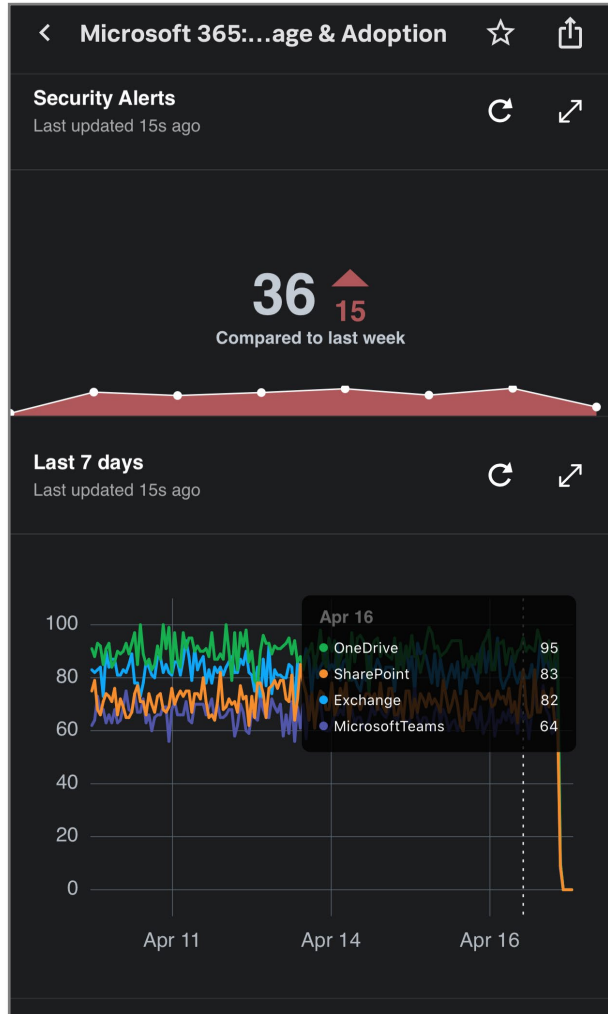 Microsoft 365:...age & Adoption
Security Alerts
Last updated 15s ago
36
15
Compared to last week
Last 7 days
Last updated 15s ago
100
80
60
40
20
0
Apr 16
OneDrive 95
SharePoint 83
Exchange 82
MicrosoftTeams 64
Apr 11
Apr 14
Apr 16